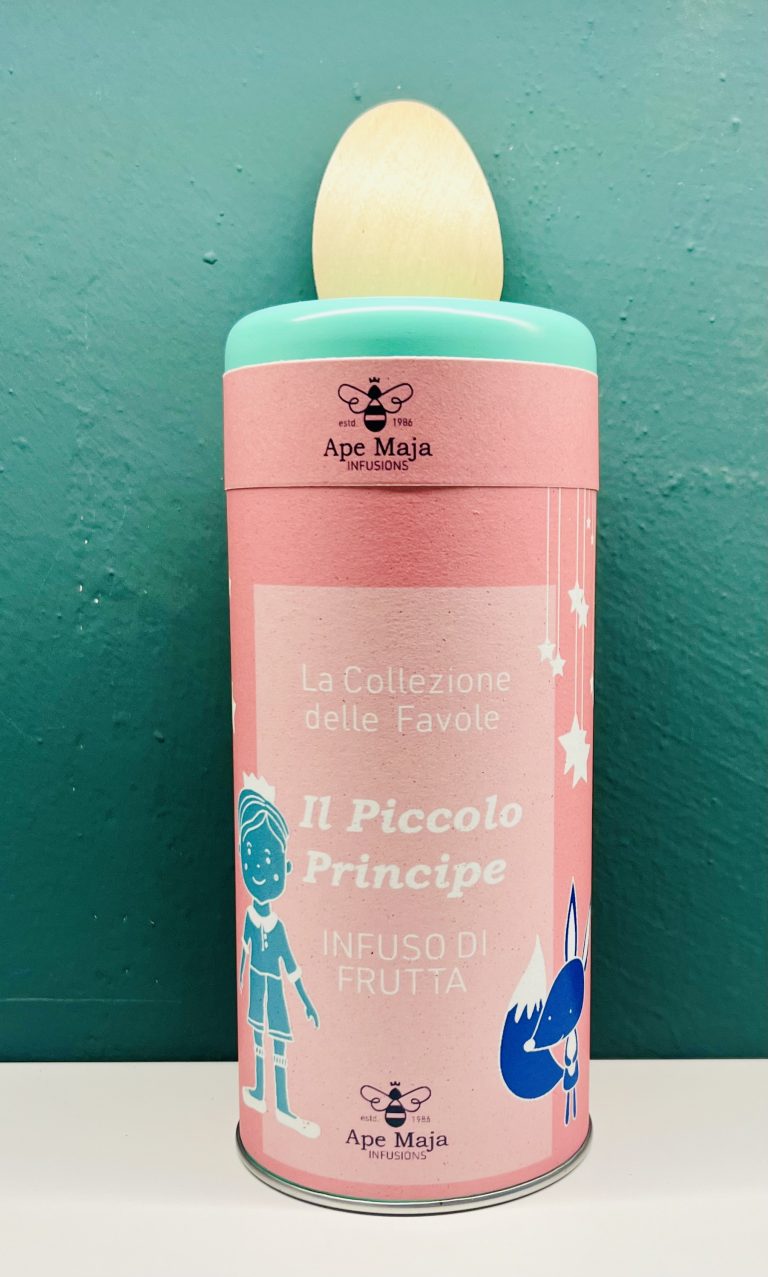 estd. 1986
Ape Maja
INFUSIONS
La Collezione
delle Favole
Il Piccolo
Principe
INFUSO DI
FRUTTA
estd. 1986
Ape Maja
INFUSIONS